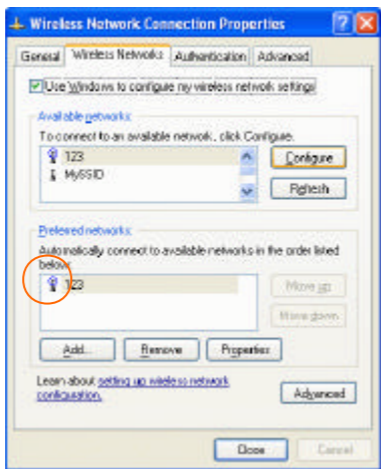 Wireless Network Connection Properties
General Wireless Networks Authentication Advanced
Use Windows to configure my wireless network settings
Available networks:
To connect to an available network, click Configure.
123
Configure
MySSID
Refresh
Preferred networks:
Automatically connect to available networks in the order listed
below:
123
Move up
Move down
Add... Remove Properties
Learn about setting up wireless network
configuration.
Advanced
Close Cancel